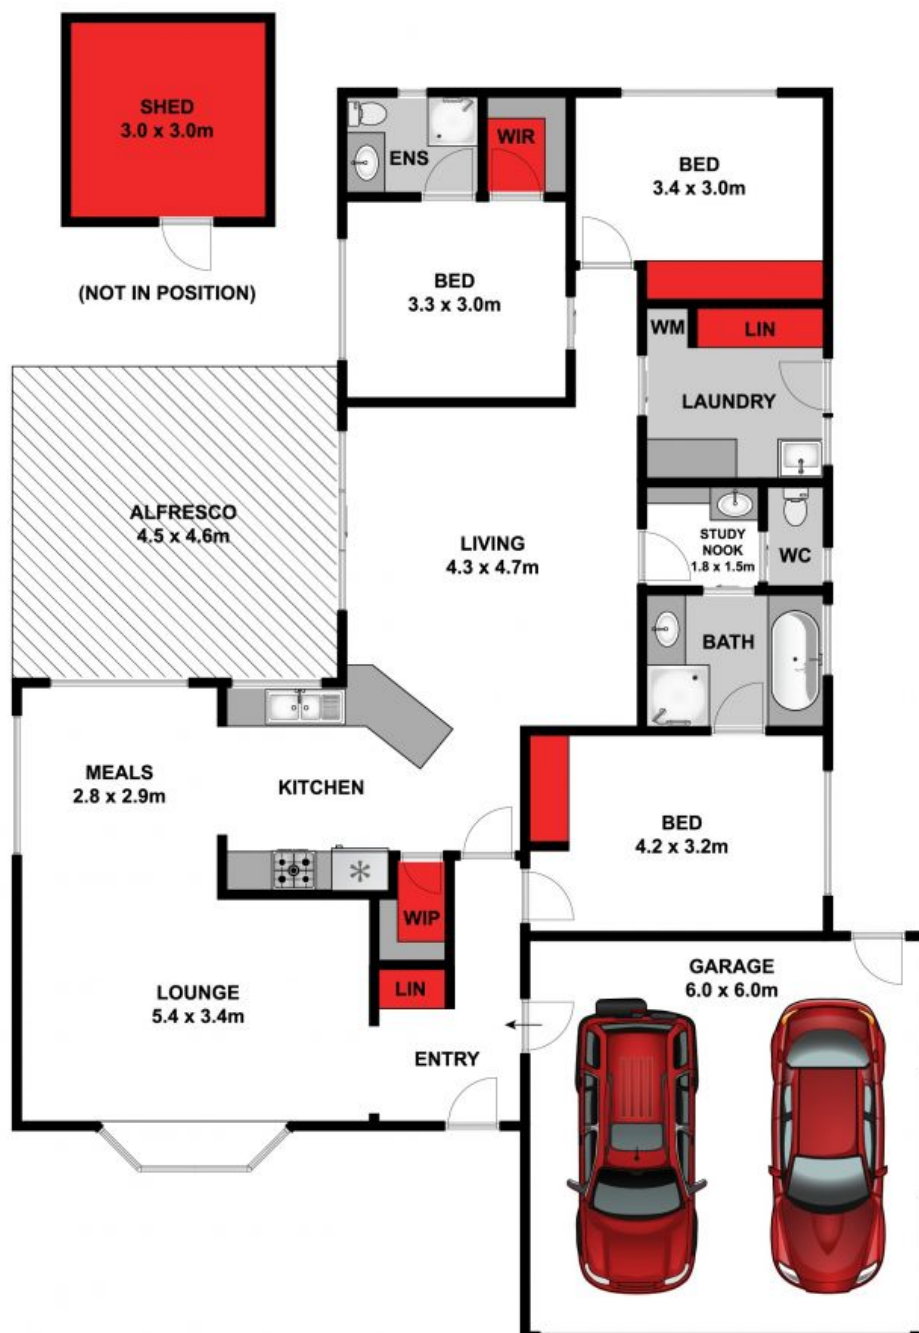 SHED
3.0 x 3.0m
(NOT IN POSITION)
ENS
WIR
BED
3.4 x 3.0m
BED
3.3 x 3.0m
WM
LIN
LAUNDRY
ALFRESCO
4.5 x 4.6m
LIVING
4.3 x 4.7m
STUDY
NOOK
1.8 x 1.5m
WC
BATH
MEALS
2.8 x 2.9m
KITCHEN
BED
4.2 x 3.2m
WIP
LIN
LOUNGE
5.4 x 3.4m
ENTRY
GARAGE
6.0 x 6.0m